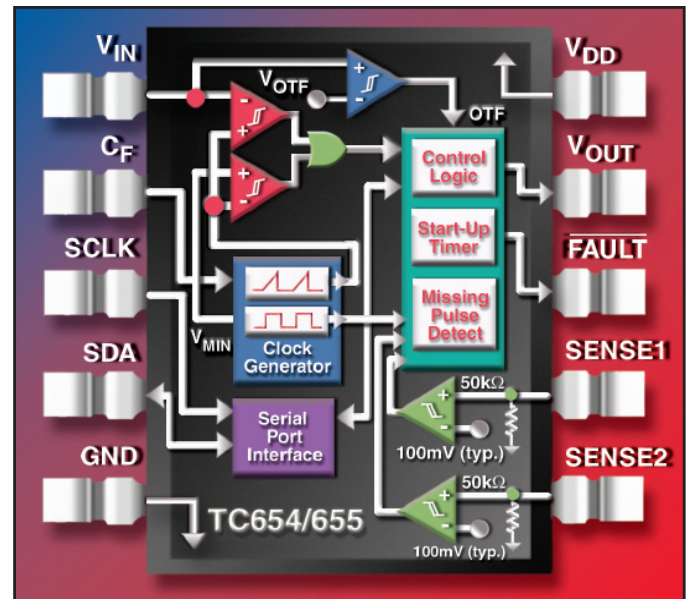 VIN
VDD
VOTF
OTF
CF
VOUT
Control
Logic
SCLK
Start-Up
Timer
FAULT
Missing
Pulse
Detect
VMIN
Clock
Generator
SDA
SENSE1
50kΩ
Serial
Port
Interface
100mV (typ.)
GND
SENSE2
50kΩ
TC654/655
100mV (typ.)